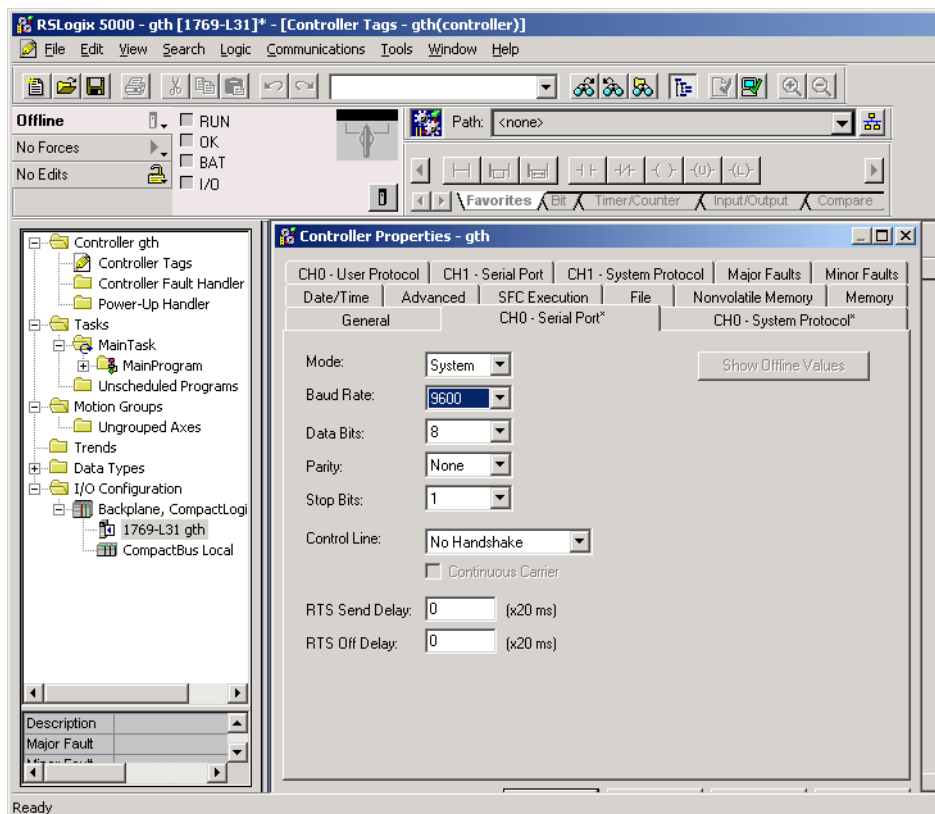 RSLogix 5000 - gth [1769-L31]* - [Controller Tags - gth(controller)]
File Edit View Search Logic Communications Tools Window Help
Offline
RUN
Path: <none>
No Forces
OK
BAT
No Edits
I/O
Favorites Bit Timer/Counter Input/Output Compare
Controller gth
Controller Tags
Controller Fault Handler
Power-Up Handler
Tasks
MainTask
MainProgram
Unscheduled Programs
Motion Groups
Ungrouped Axes
Trends
Data Types
I/O Configuration
Backplane, CompactLogi
1769-L31 gth
CompactBus Local
Description
Major Fault
Controller Properties - gth
CH0 - User Protocol CH1 - Serial Port CH1 - System Protocol Major Faults Minor Faults
Date/Time Advanced SFC Execution File Nonvolatile Memory Memory
General CH0 - Serial Port* CH0 - System Protocol*
Mode: System Show Offline Values
Baud Rate: 9600
Data Bits: 8
Parity: None
Stop Bits: 1
Control Line: No Handshake
Continuous Carrier
RTS Send Delay: 0 (x20 ms)
RTS Off Delay: 0 (x20 ms)
Ready